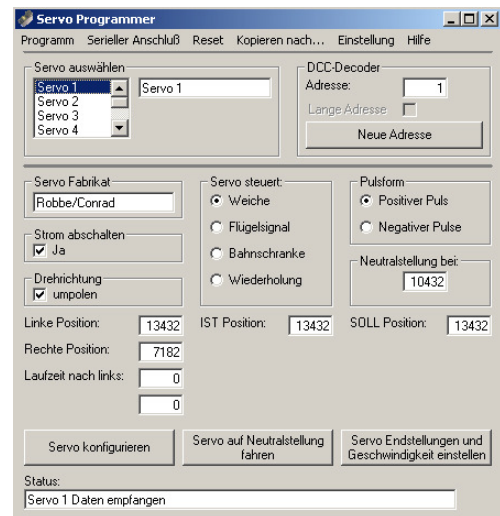 Servo Programmer
Programm Serieller Anschluß Reset Kopieren nach... Einstellung Hilfe
Servo auswählen
Servo 1
Servo 2
Servo 3
Servo 4
Servo 1
DCC-Decoder
Adresse: 1
Lange Adresse
Neue Adresse
Servo Fabrikat
Robbe/Conrad
Strom abschalten
Ja
Drehrichtung
umpolen
Servo steuert:
Weiche
Flügelsignal
Bahnschranke
Wiederholung
Pulsform
Positiver Puls
Negativer Pulse
Neutralstellung bei:
10432
Linke Position: 13432 IST Position: 13432 SOLL Position: 13432
Rechte Position: 7182
Laufzeit nach links: 0
0
Servo konfigurieren
Servo auf Neutralstellung
fahren
Servo Endstellungen und
Geschwindigkeit einstellen
Status:
Servo 1 Daten empfangen